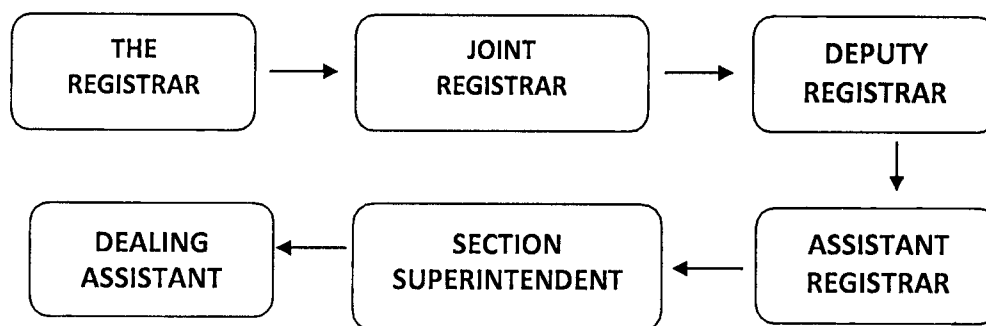 THE
REGISTRAR
JOINT
REGISTRAR
DEPUTY
REGISTRAR
ASSISTANT
REGISTRAR
SECTION
SUPERINTENDENT
DEALING
ASSISTANT